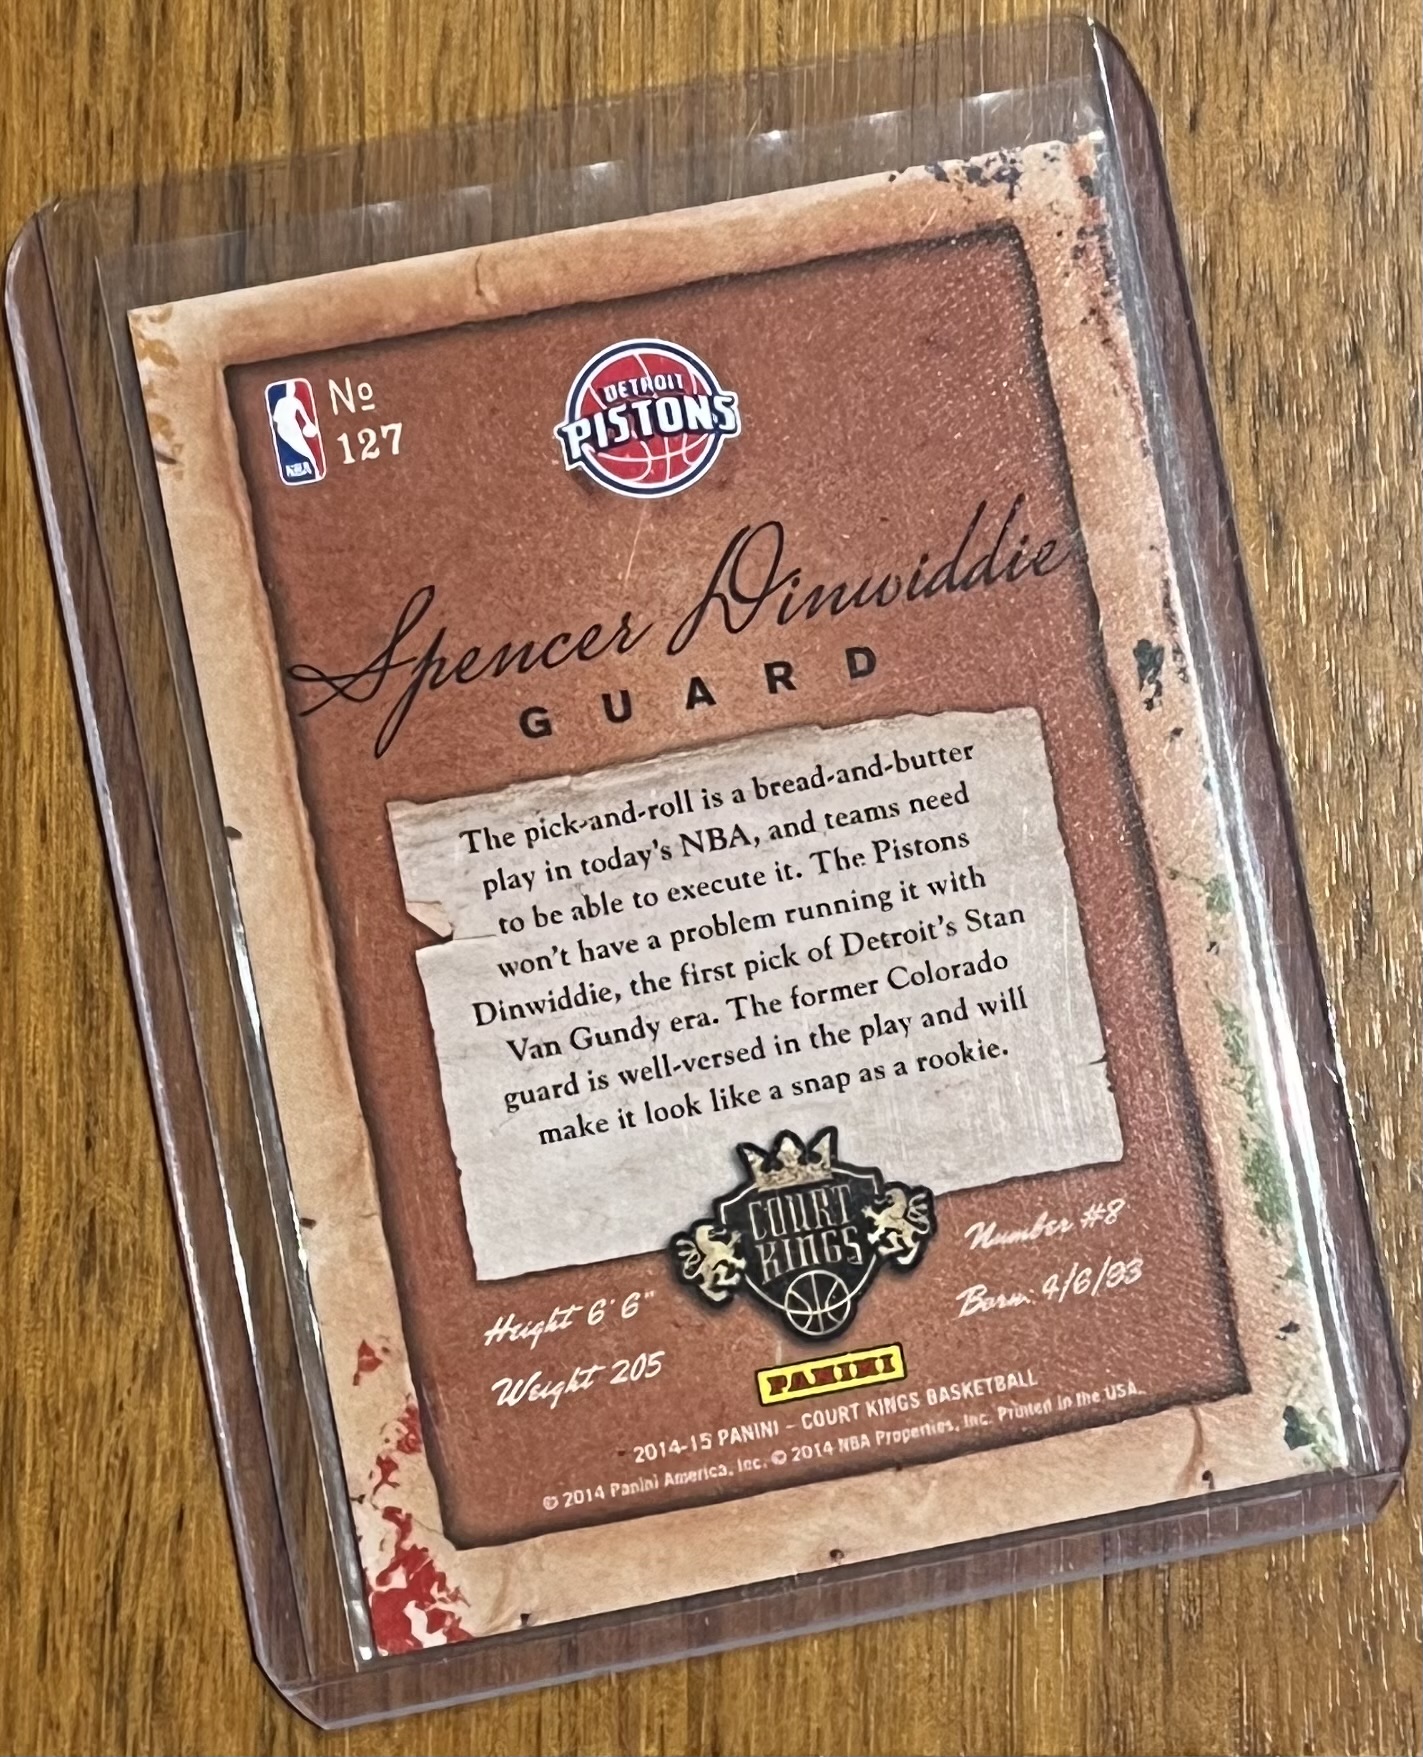 No
127
NBA
DETROIT
PISTONS
Spencer Dinwiddie
GUARD
The pick-and-roll is a bread-and-butter
play in today's NBA, and teams need
to be able to execute it. The Pistons
won't have a problem running it with
Dinwiddie, the first pick of Detroit's Stan
Van Gundy era. The former Colorado
guard is well-versed in the play and will
make it look like a snap as a rookie.
COURT
KINGS
Height 6' 6"
Weight 205
Number #8
Born: 4/6/93
PANINI
2014-15 PANINI – COURT KINGS BASKETBALL
© 2014 Panini America, Inc. © 2014 NBA Properties, Inc. Printed in the USA.